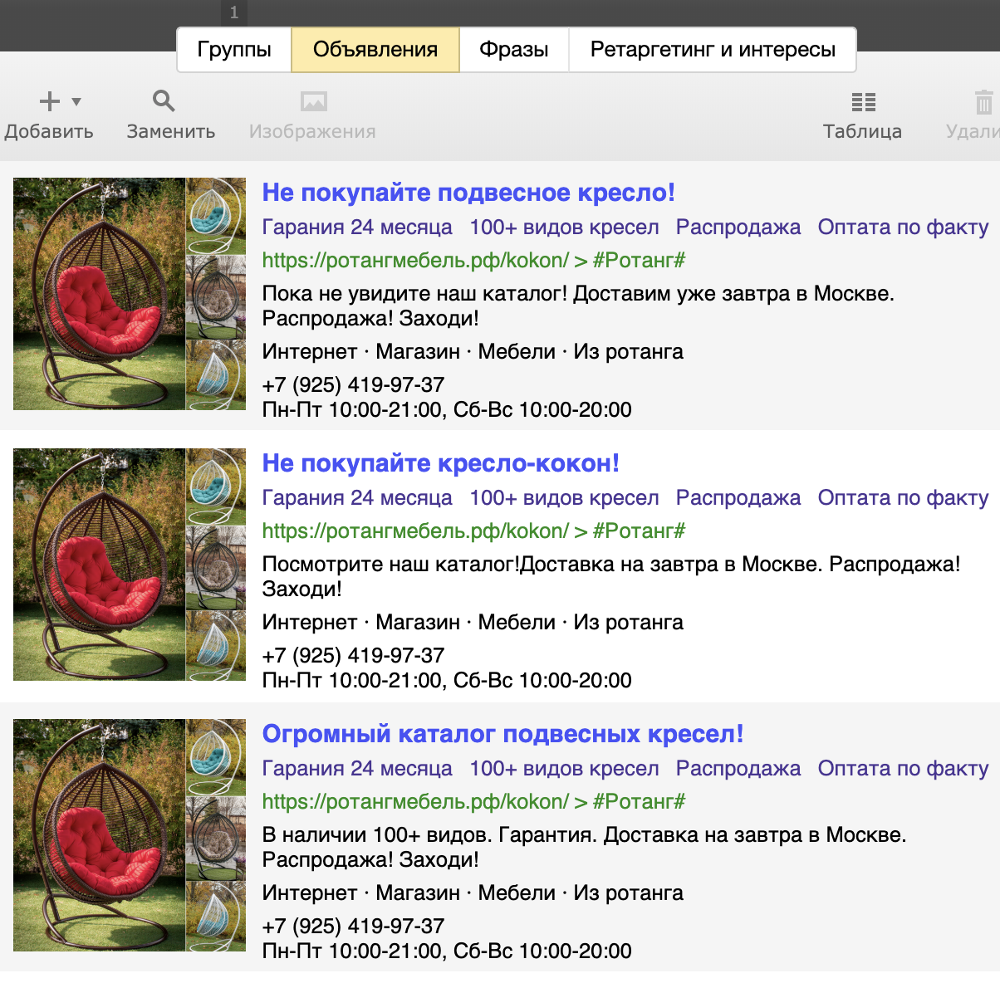 1
Группы Объявления Фразы Ретаргетинг и интересы
Добавить Заменить Изображения Таблица Удали
Не покупайте подвесное кресло!
Гарания 24 месяца 100+ видов кресел Распродажа Оптата по факту
https://ротангмебель.рф/kokon/ > #Ротанг#
Пока не увидите наш каталог! Доставим уже завтра в Москве.
Распродажа! Заходи!
Интернет · Магазин · Мебели · Из ротанга
+7 (925) 419-97-37
Пн-Пт 10:00-21:00, Сб-Вс 10:00-20:00
Не покупайте кресло-кокон!
Гарания 24 месяца 100+ видов кресел Распродажа Оптата по факту
https://ротангмебель.рф/kokon/ > #Ротанг#
Посмотрите наш каталог!Доставка на завтра в Москве. Распродажа!
Заходи!
Интернет · Магазин · Мебели · Из ротанга
+7 (925) 419-97-37
Пн-Пт 10:00-21:00, Сб-Вс 10:00-20:00
Огромный каталог подвесных кресел!
Гарания 24 месяца 100+ видов кресел Распродажа Оптата по факту
https://ротангмебель.рф/kokon/ > #Ротанг#
В наличии 100+ видов. Гарантия. Доставка на завтра в Москве.
Распродажа! Заходи!
Интернет · Магазин · Мебели · Из ротанга
+7 (925) 419-97-37
Пн-Пт 10:00-21:00, Сб-Вс 10:00-20:00